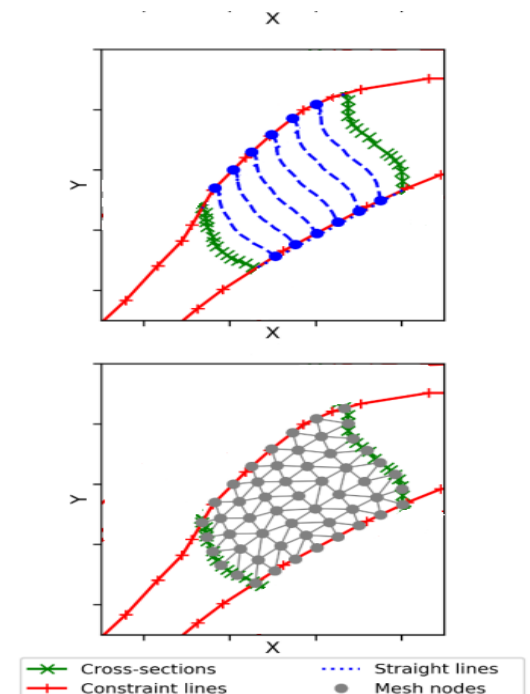 X
Y
X
Y
X
Cross-sections
Straight lines
Constraint lines
Mesh nodes